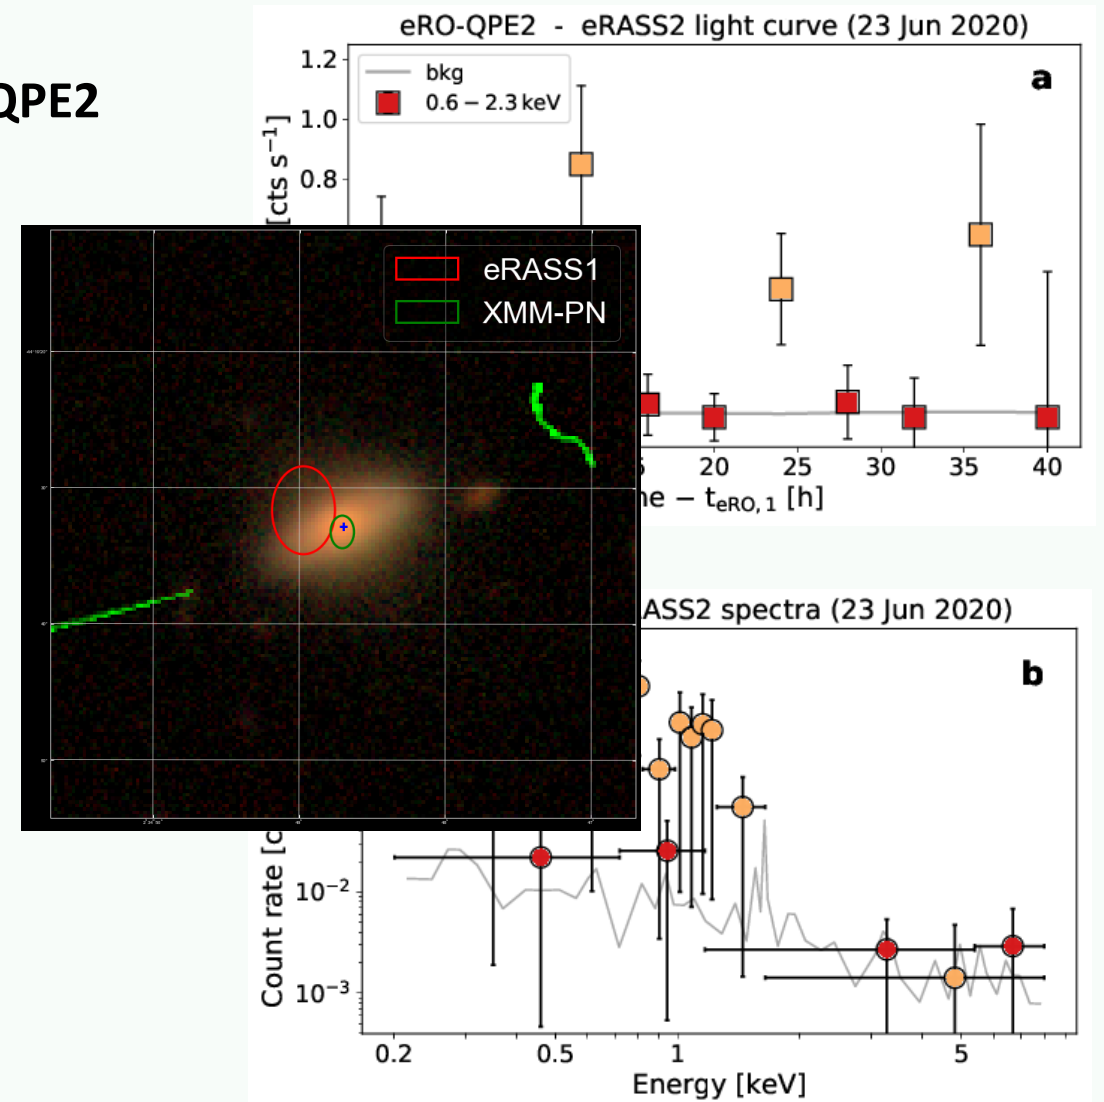 QPE2
eRO-QPE2 - eRASS2 light curve (23 Jun 2020)
bkg
0.6 − 2.3 keV
a
1.2
1.0
0.8
[cts s⁻¹]
eRASS1
XMM-PN
20 25 30 35 40
− t_eRO, 1 [h]
ASS2 spectra (23 Jun 2020)
b
Count rate [c
10⁻²
10⁻³
0.2 0.5 1 5
Energy [keV]